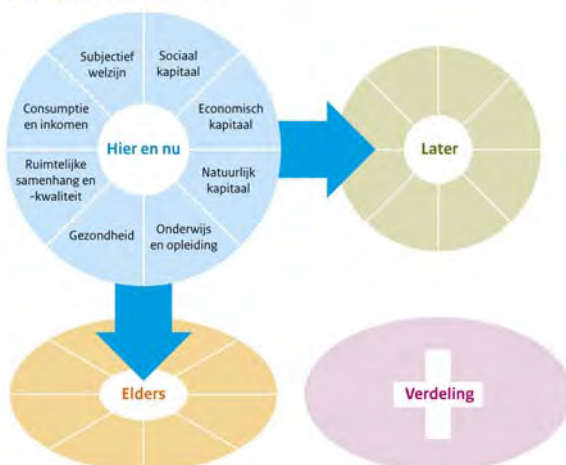 Subjectief
welzijn
Sociaal
kapitaal
Consumptie
en inkomen
Economisch
kapitaal
Hier en nu
Later
Ruimtelijke
samenhang en
-kwaliteit
Natuurlijk
kapitaal
Gezondheid
Onderwijs
en opleiding
Elders
Verdeling